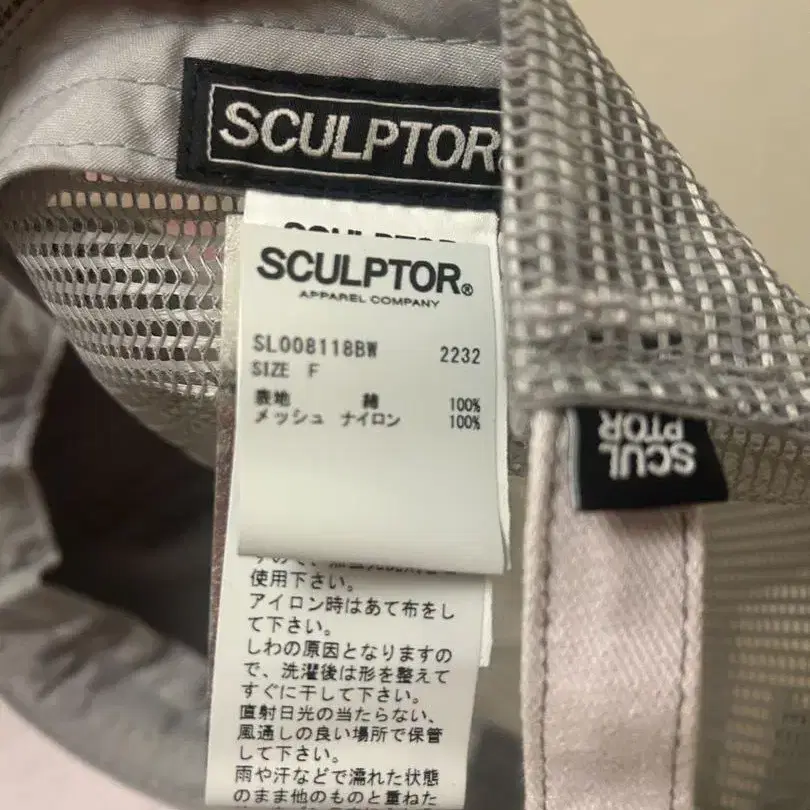 SCULPTOR
SCULPTOR
SCULPTOR®
APPAREL COMPANY
SL008118BW 2232
SIZE F
表地 綿 100%
メッシュ ナイロン 100%
SCUL
PTOR
使用下さい。
アイロン時はあて布をし
て下さい。
しわの原因となりますの
で、洗濯後は形を整えて
すぐに干して下さい。
直射日光の当たらない、
風通しの良い場所で保管
して下さい。
雨や汗などで濡れた状態
のまま他のものと重ねた